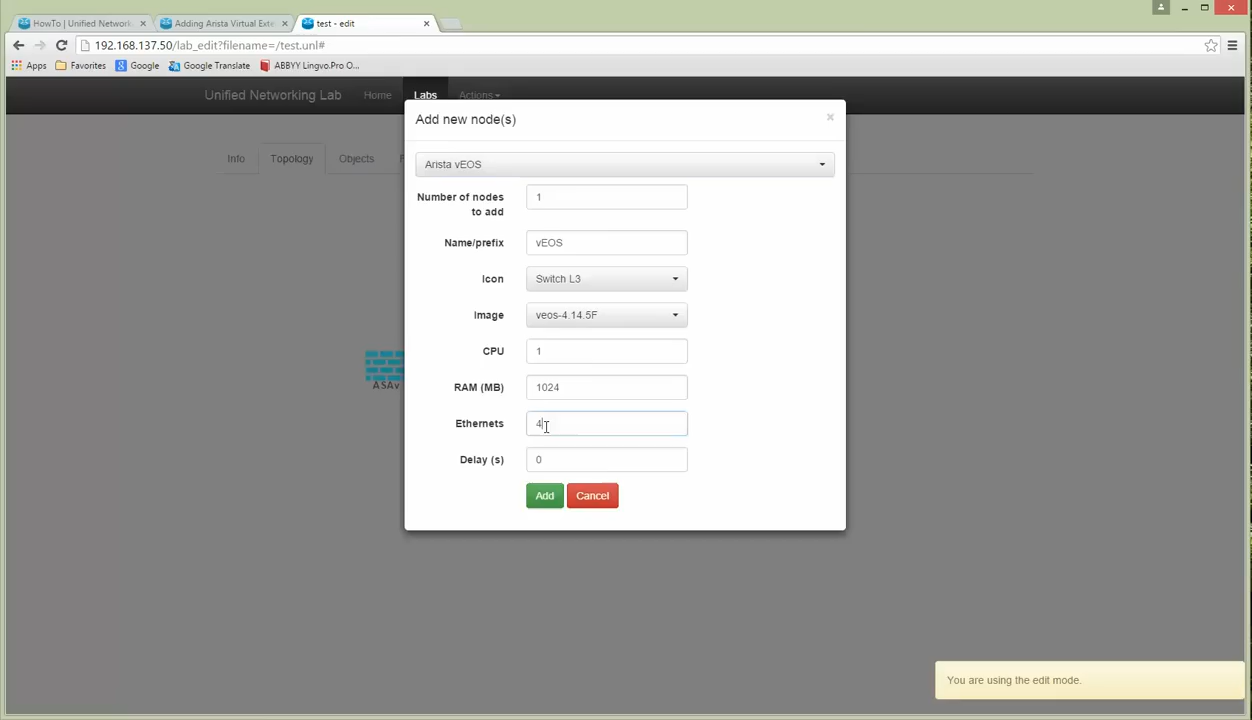 HowTo | Unified Network
Adding Arista Virtual Exte
test - edit
192.168.137.50/lab_edit?filename=/test.unl#
Apps Favorites Google Google Translate ABBYY Lingvo.Pro O...
Unified Networking Lab Home Labs Actions
Info Topology Objects
Add new node(s)
Arista vEOS
Number of nodes
to add
1
Name/prefix vEOS
Icon Switch L3
Image veos-4.14.5F
CPU 1
RAM (MB) 1024
Ethernets 4
Delay (s) 0
Add Cancel
ASAv
You are using the edit mode.